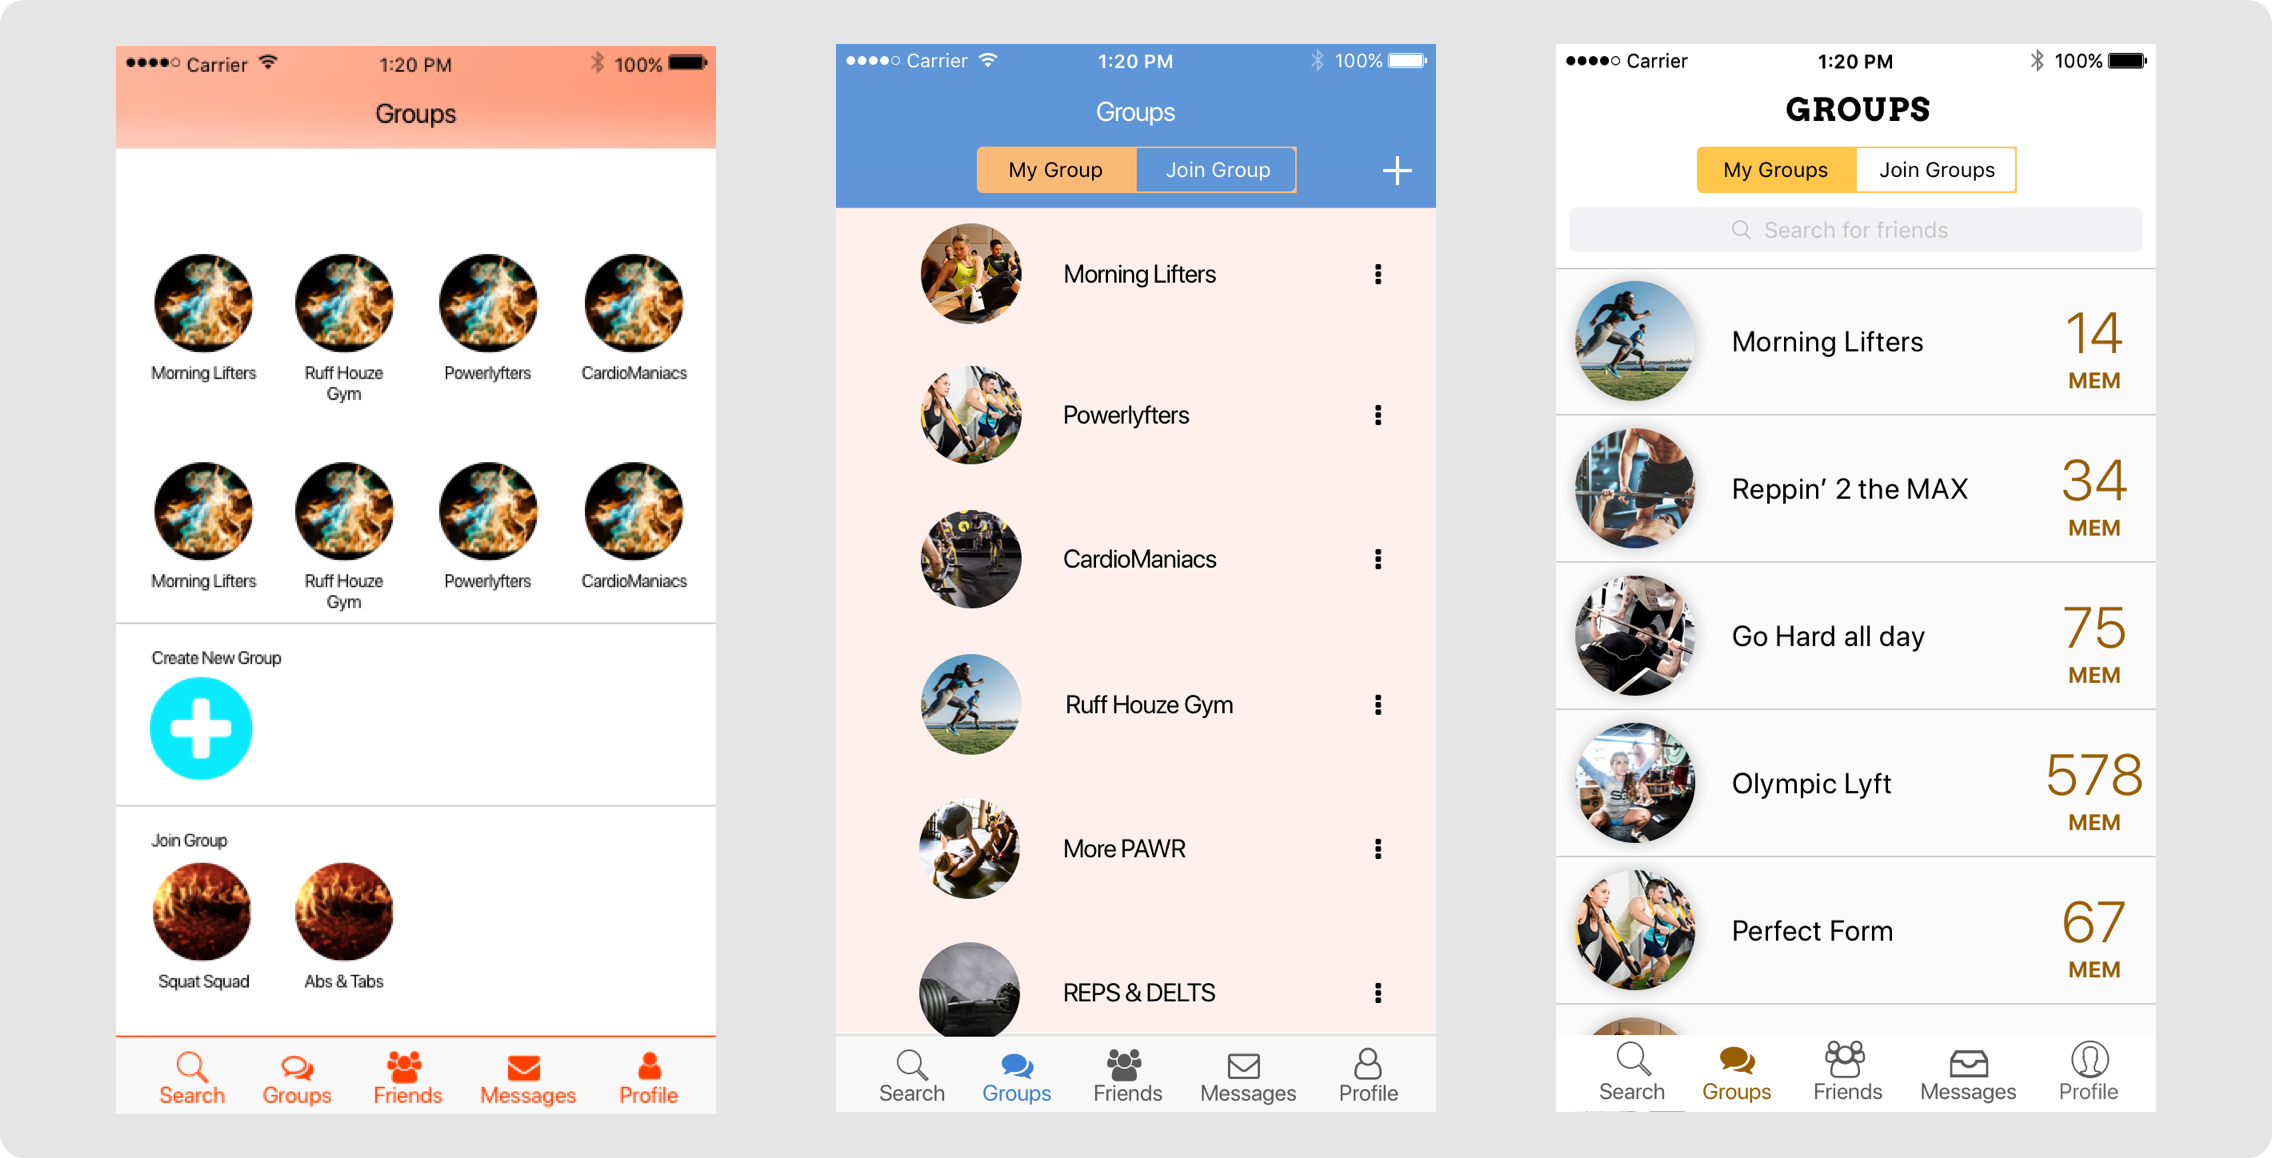 Carrier 1:20 PM 100%
Groups
Morning Lifters Ruff Houze Gym Powerlyfters CardioManiacs
Morning Lifters Ruff Houze Gym Powerlyfters CardioManiacs
Create New Group
Join Group
Squat Squad Abs & Tabs
Search Groups Friends Messages Profile
Carrier 1:20 PM 100%
Groups
My Group Join Group
Morning Lifters
Powerlyfters
CardioManiacs
Ruff Houze Gym
More PAWR
REPS & DELTS
Search Groups Friends Messages Profile
Carrier 1:20 PM 100%
GROUPS
My Groups Join Groups
Search for friends
Morning Lifters 14 MEM
Reppin’ 2 the MAX 34 MEM
Go Hard all day 75 MEM
Olympic Lyft 578 MEM
Perfect Form 67 MEM
Search Groups Friends Messages Profile